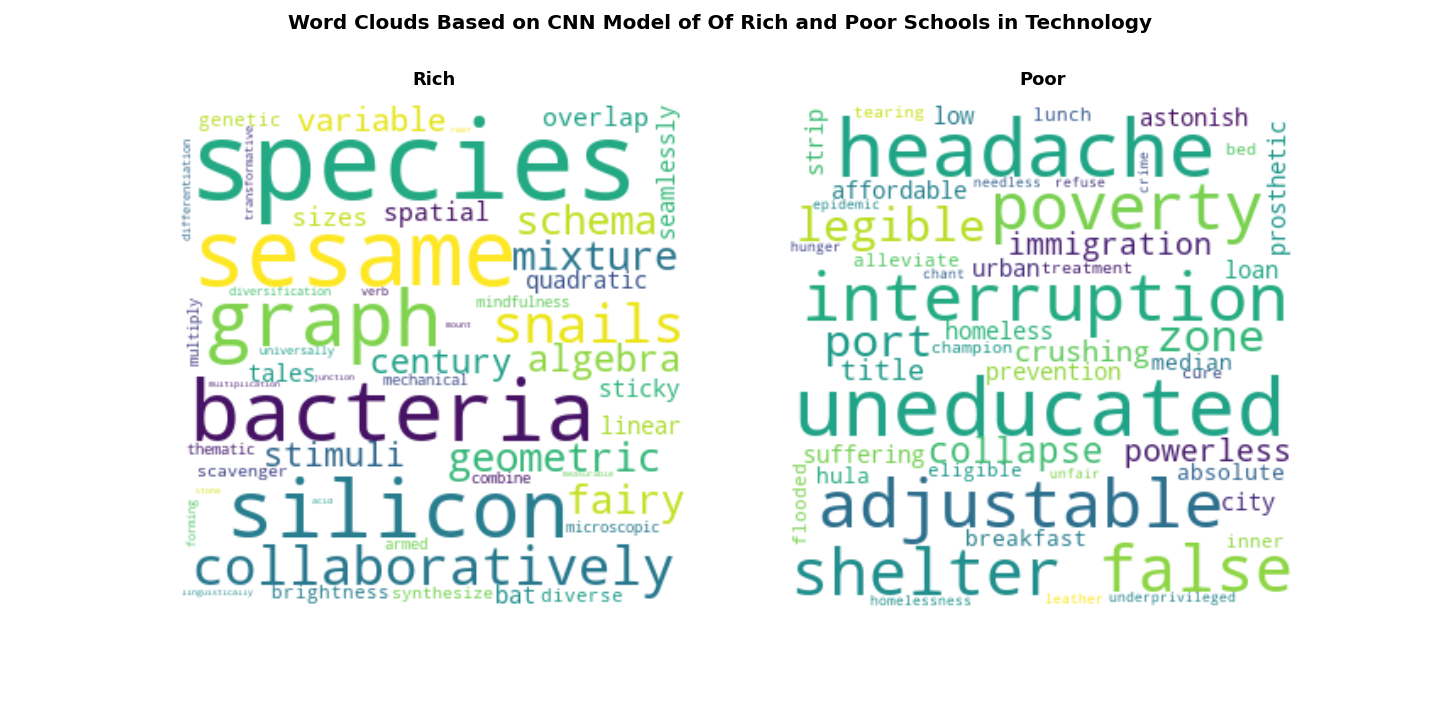 Word Clouds Based on CNN Model of Of Rich and Poor Schools in Technology
Rich
genetic
variable
overlap
species
seamlessly
differentiation
transformative
sizes
spatial
schema
sesame
mixture
quadratic
diversification
verb
mindfulness
multiply
graph
mount
snails
universally
century
algebra
tales
junction
mechanical
multiplication
sticky
bacteria
linear
thematic
stimuli
geometric
scavenger
combine
measurable
stone
acid
silicon
fairy
forming
microscopic
armed
collaboratively
linguistically
brightness
synthesize
bat
diverse
Poor
strip
tearing
low
lunch
astonish
headache
crime
bed
prosthetic
affordable
needless
refuse
epidemic
legible
poverty
hunger
immigration
alleviate
chant
urban
treatment
loan
interruption
port
homeless
zone
champion
crushing
median
title
prevention
cure
uneducated
suffering
collapse
powerless
hula
eligible
unfair
absolute
flooded
adjustable
city
breakfast
inner
shelter
false
homelessness
leather
underprivileged